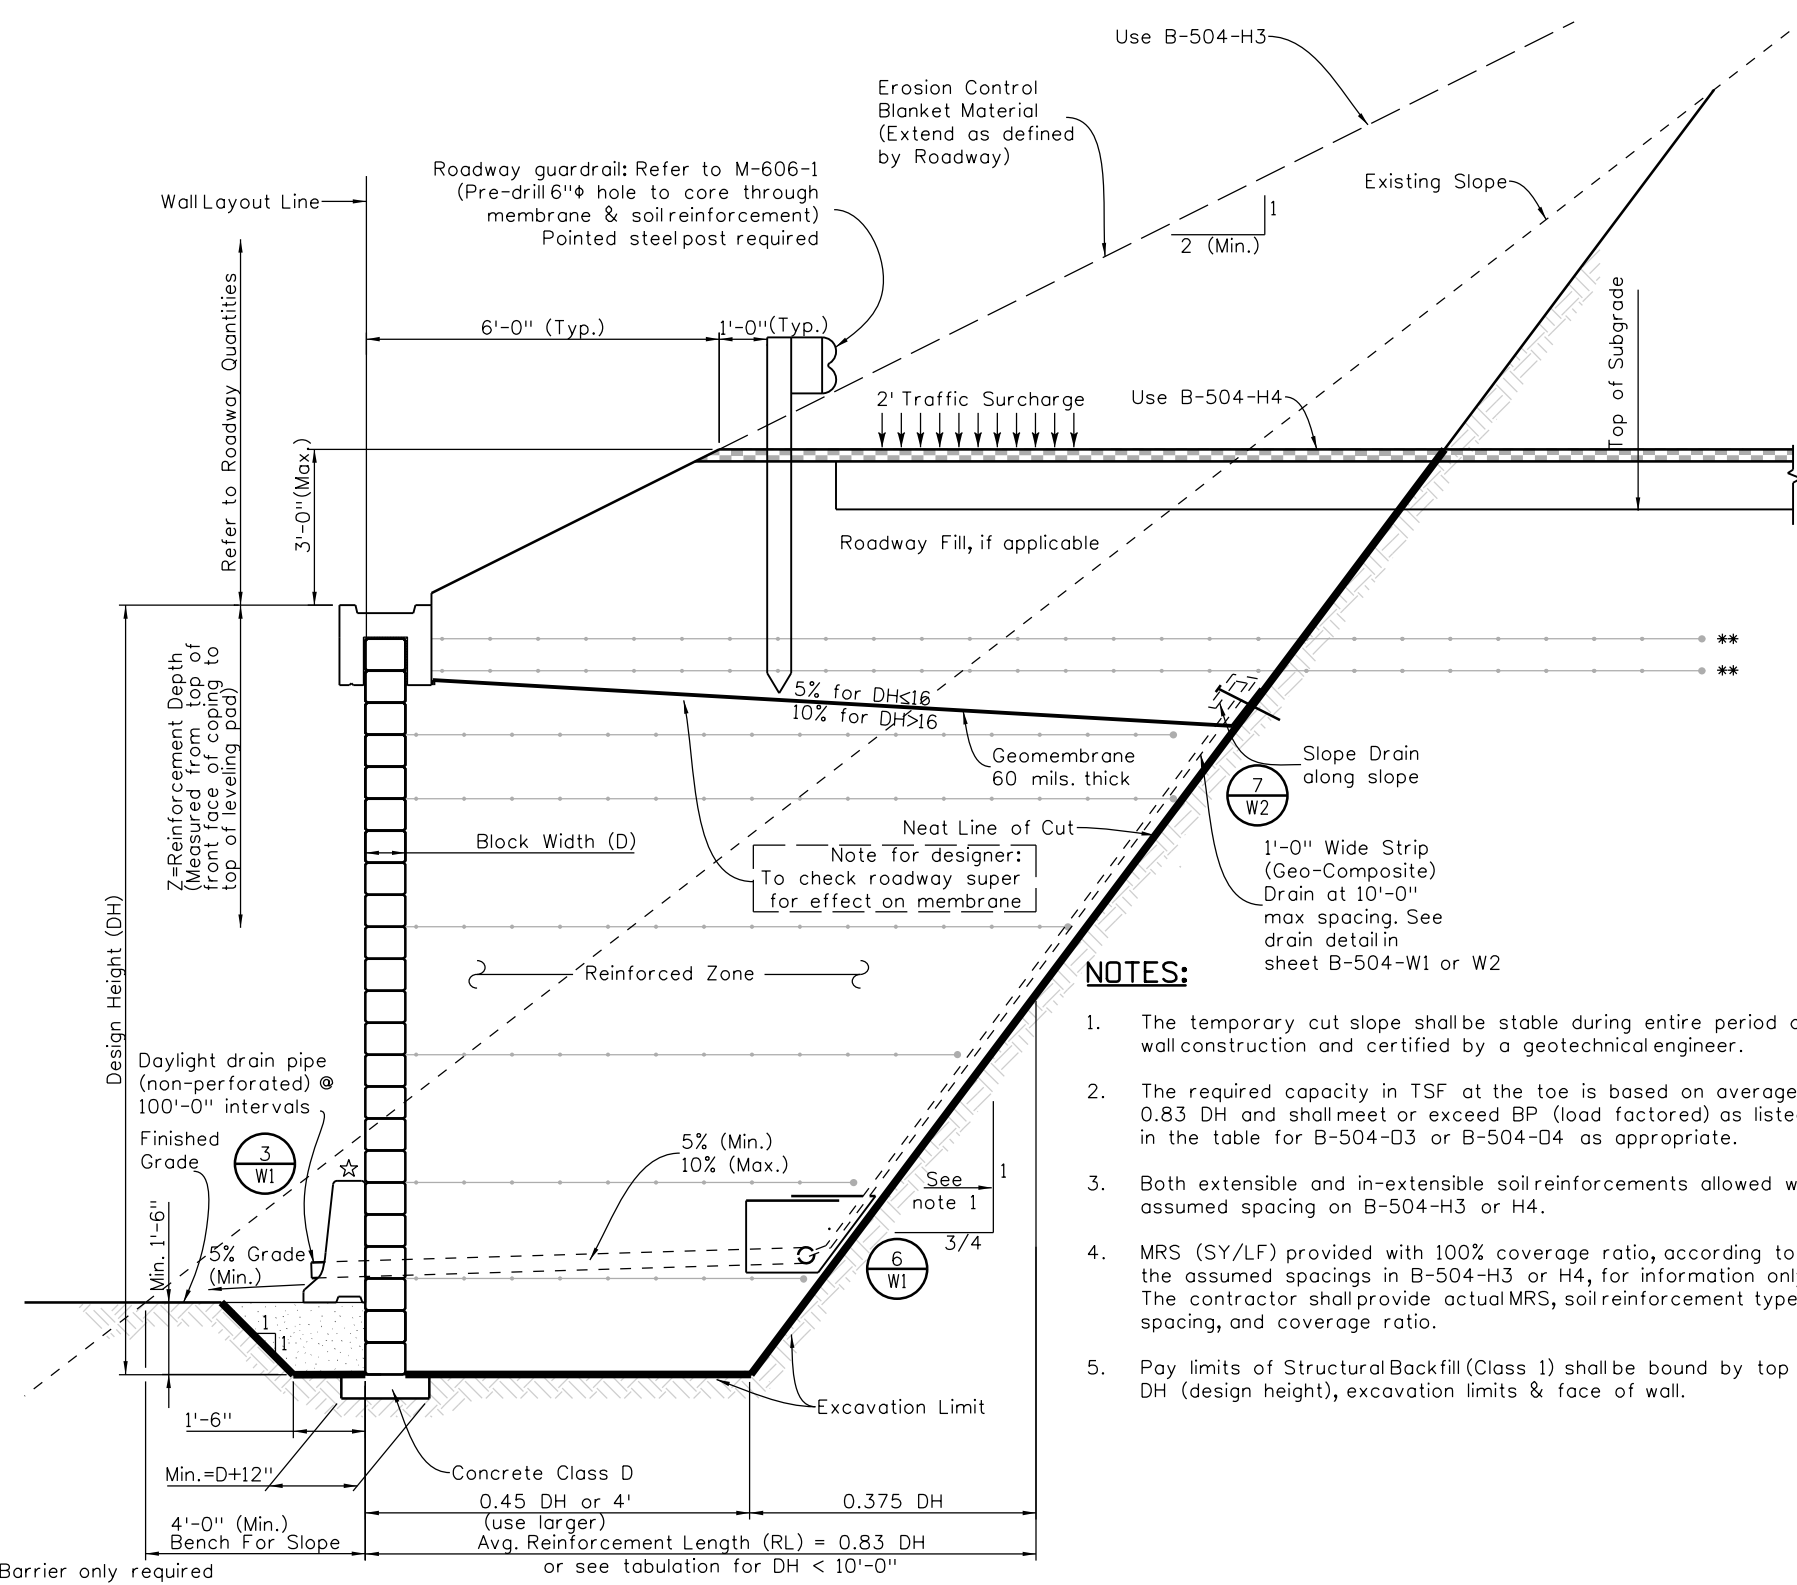 Use B-504-H3
Erosion Control
Blanket Material
(Extend as defined
by Roadway)
Roadway guardrail: Refer to M-606-1
(Pre-drill 6"Φ hole to core through
membrane & soil reinforcement)
Pointed steel post required
Existing Slope
Wall Layout Line
1
2 (Min.)
Refer to Roadway Quantities
6'-0" (Typ.)
1'-0"(Typ.)
Top of Subgrade
2' Traffic Surcharge
Use B-504-H4
3'-0"(Max.)
Roadway Fill, if applicable
**
**
Z=Reinforcement Depth
(Measured from top of
front face of coping to
top of leveling pad)
5% for DH≤16
10% for DH>16
Geomembrane
60 mils. thick
Slope Drain
along slope
7
W2
Neat Line of Cut
Block Width (D)
Note for designer:
To check roadway super
for effect on membrane
1'-0" Wide Strip
(Geo-Composite)
Drain at 10'-0"
max spacing. See
drain detail in
sheet B-504-W1 or W2
Design Height (DH)
Reinforced Zone
NOTES:
1. The temporary cut slope shall be stable during entire period
wall construction and certified by a geotechnical engineer.
2. The required capacity in TSF at the toe is based on average
0.83 DH and shall meet or exceed BP (load factored) as
in the table for B-504-O3 or B-504-O4 as appropriate.
3. Both extensible and in-extensible soil reinforcements allowed
assumed spacing on B-504-H3 or H4.
4. MRS (SY/LF) provided with 100% coverage ratio, according to
the assumed spacings in B-504-H3 or H4, for information
The contractor shall provide actual MRS, soil reinforcement type
spacing, and coverage ratio.
5. Pay limits of Structural Backfill (Class 1) shall be bound by top
DH (design height), excavation limits & face of wall.
Daylight drain pipe
(non-perforated) @
100'-0" intervals
Finished
Grade
3
W1
5% (Min.)
10% (Max.)
See
note 1
1
3/4
Min. 1'-6"
5% Grade
(Min.)
6
W1
1
1
Excavation Limit
1'-6"
Min.=D+12"
Concrete Class D
0.45 DH or 4'
(use larger)
0.375 DH
4'-0" (Min.)
Bench For Slope
Avg. Reinforcement Length (RL) = 0.83 DH
or see tabulation for DH < 10'-0"
Barrier only required